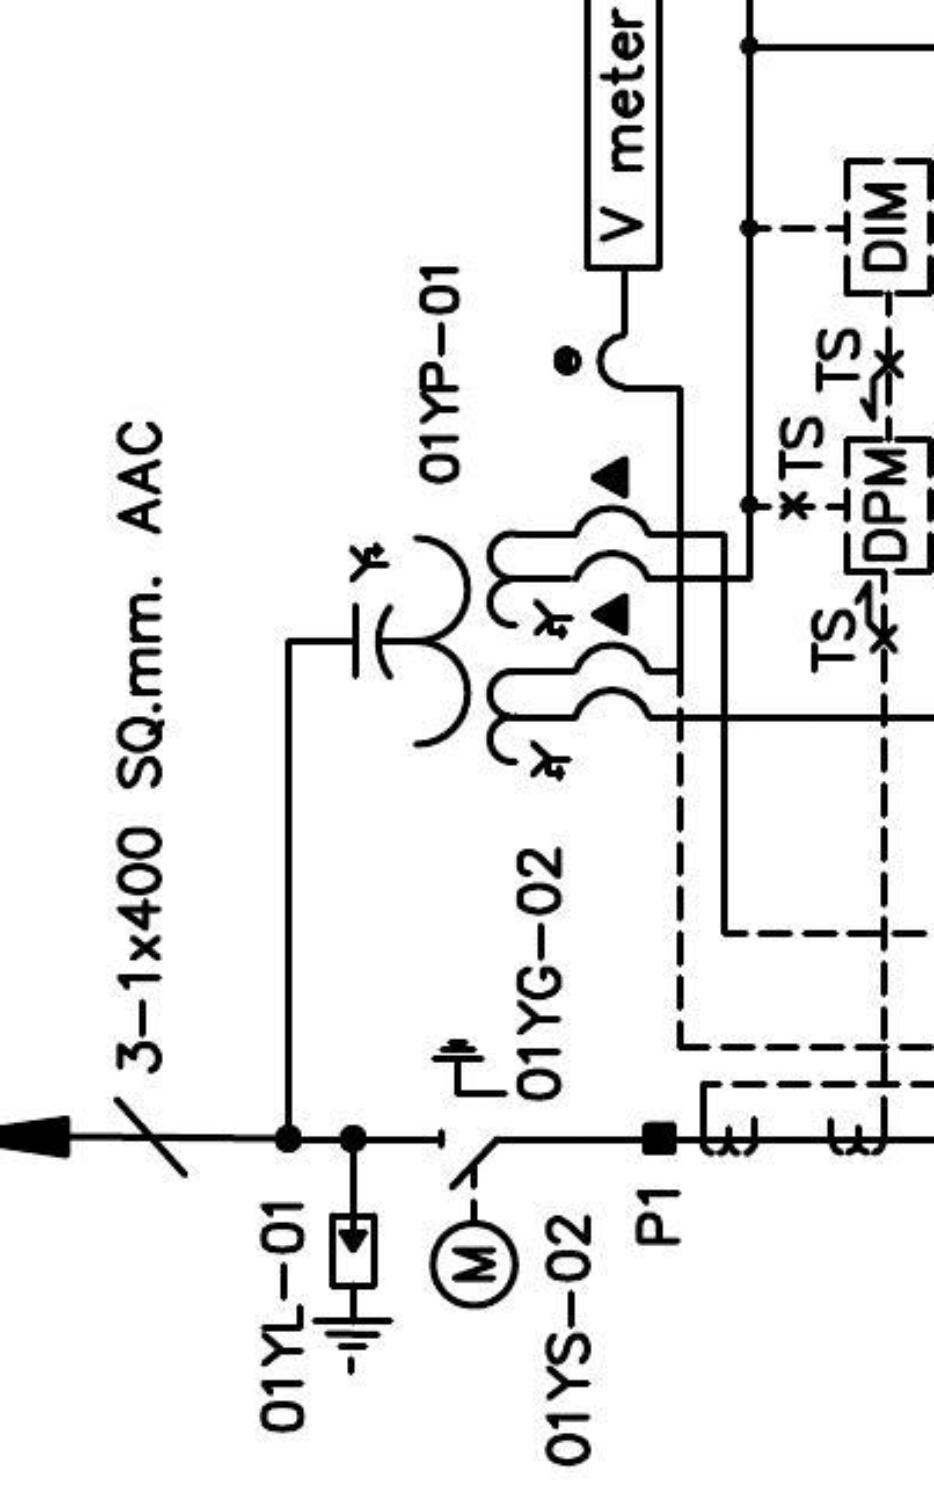 3-1x400 SQ.mm. AAC
01YP-01
V meter
DIM
TS
TS
DPM
TS
01YG-02
01YL-01
M
01YS-02
P1